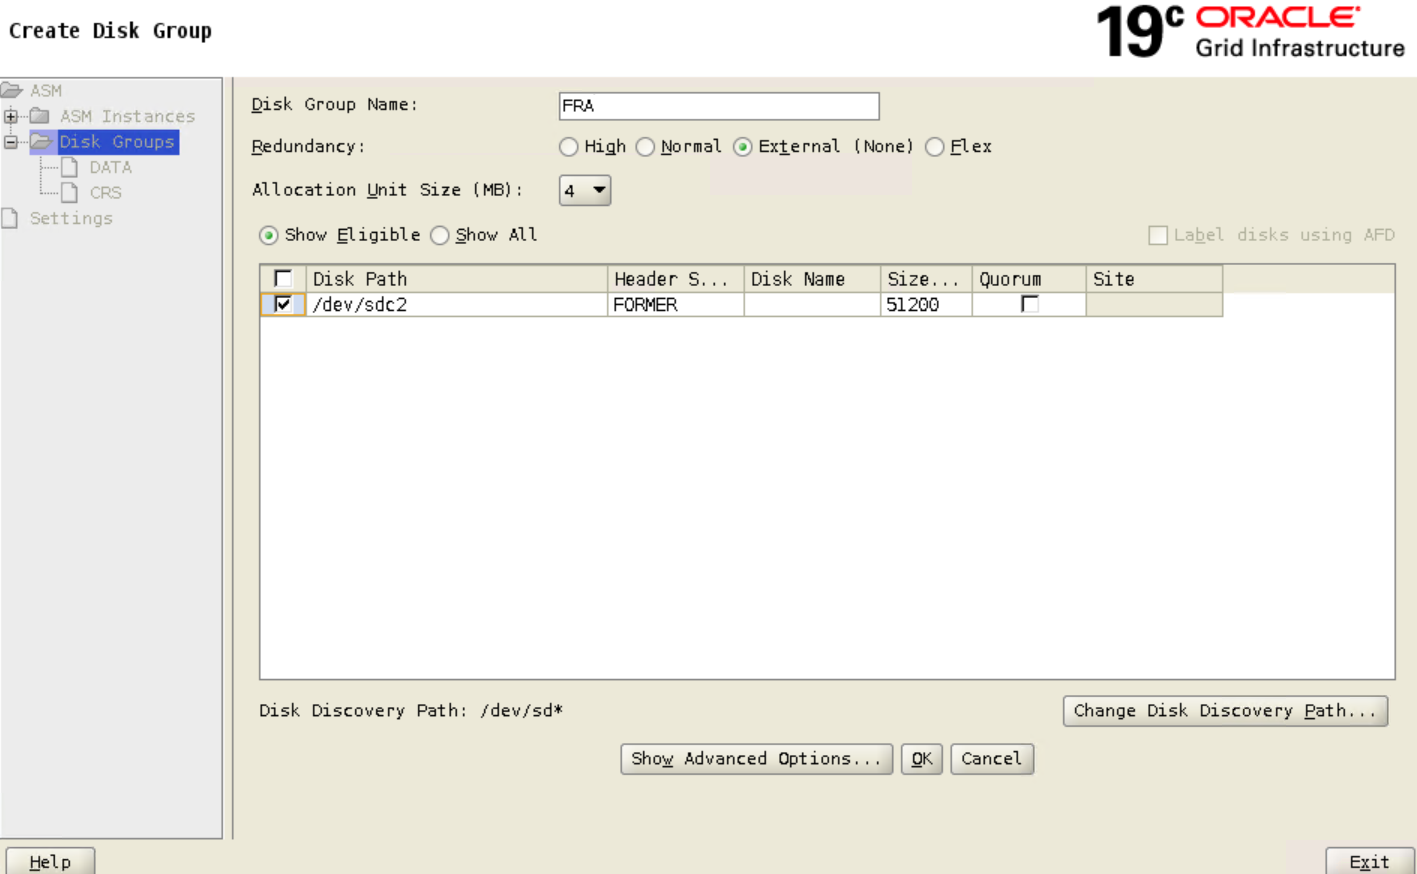 Create Disk Group
19c ORACLE
Grid Infrastructure
ASM
ASM Instances
Disk Groups
DATA
CRS
Settings
Disk Group Name: FRA
Redundancy: High Normal External (None) Flex
Allocation Unit Size (MB): 4
Show Eligible Show All Label disks using AFD
Disk Path Header S... Disk Name Size... Quorum Site
/dev/sdc2 FORMER 51200
Disk Discovery Path: /dev/sd* Change Disk Discovery Path...
Show Advanced Options... OK Cancel
Help Exit